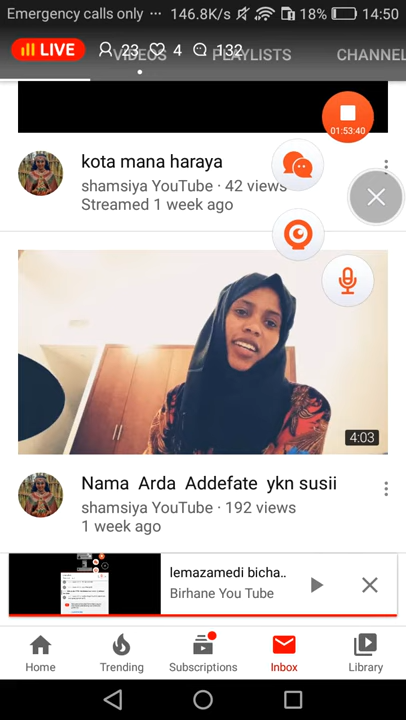 Emergency calls only ··· 146.8K/s 18% 14:50
LIVE 23 4 132
VIDEOS PLAYLISTS CHANNEL
01:53:40
kota mana haraya
shamsiya YouTube · 42 views
Streamed 1 week ago
4:03
Nama Arda Addefate ykn susii
shamsiya YouTube · 192 views
1 week ago
lemazamedi bicha..
Birhane You Tube
Home Trending Subscriptions Inbox Library